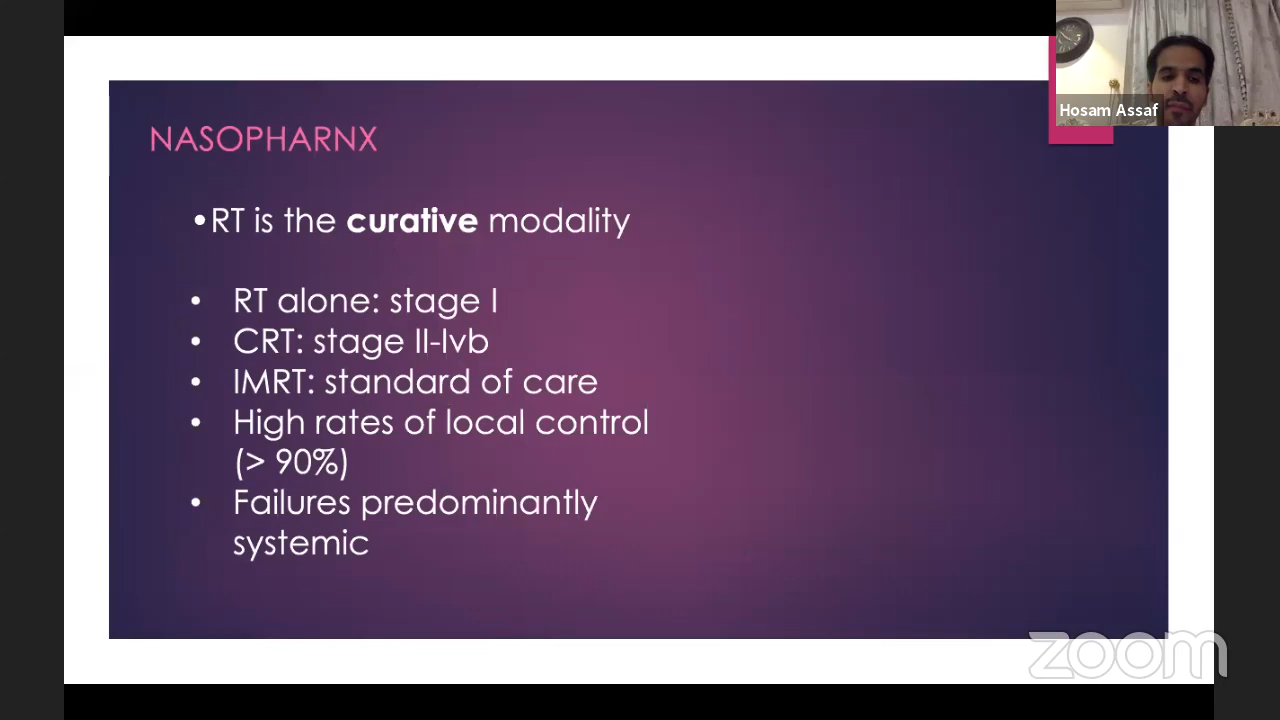 Hosam Assaf
NASOPHARNX
•RT is the curative modality
• RT alone: stage I
• CRT: stage II-Ivb
• IMRT: standard of care
• High rates of local control
(> 90%)
• Failures predominantly
systemic
zoom